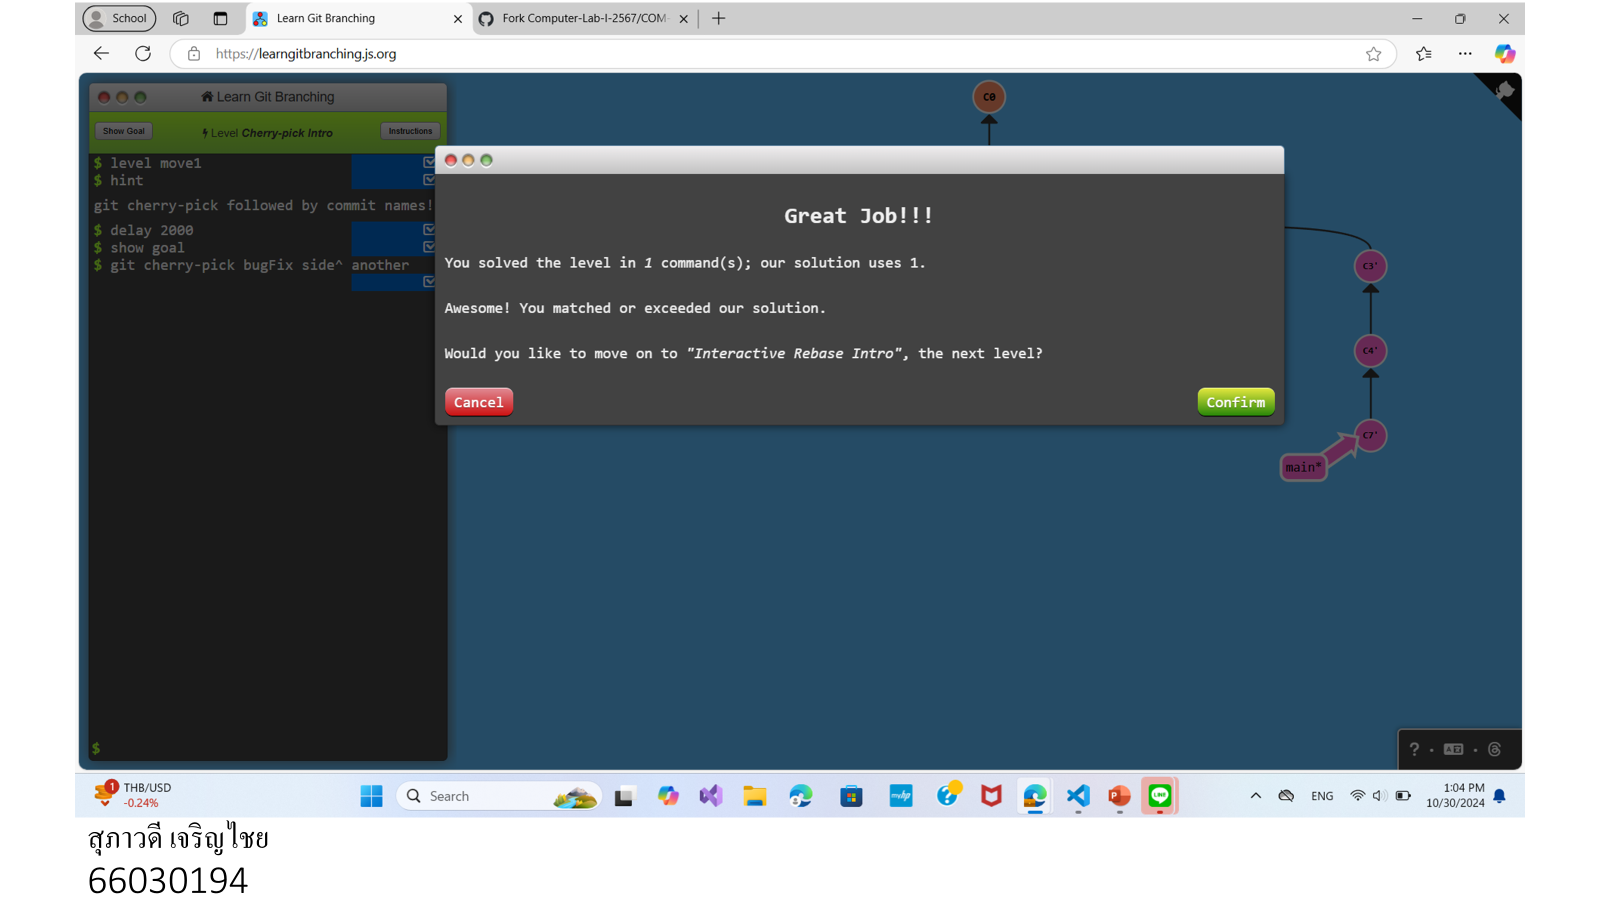 School
Learn Git Branching
Fork Computer-Lab-I-2567/COM-
https://learngitbranching.js.org
Learn Git Branching
Show Goal
Level Cherry-pick Intro
Instructions
$ level move1
$ hint
git cherry-pick followed by commit names!
$ delay 2000
$ show goal
$ git cherry-pick bugFix side^ another
$
C0
Great Job!!!
You solved the level in 1 command(s); our solution uses 1.
Awesome! You matched or exceeded our solution.
Would you like to move on to "Interactive Rebase Intro", the next level?
Cancel
Confirm
C3'
C4'
C7'
main*
?
1
THB/USD
-0.24%
Search
myhp
LINE
ENG
1:04 PM
10/30/2024
สุภาวดี เจริญไชย
66030194